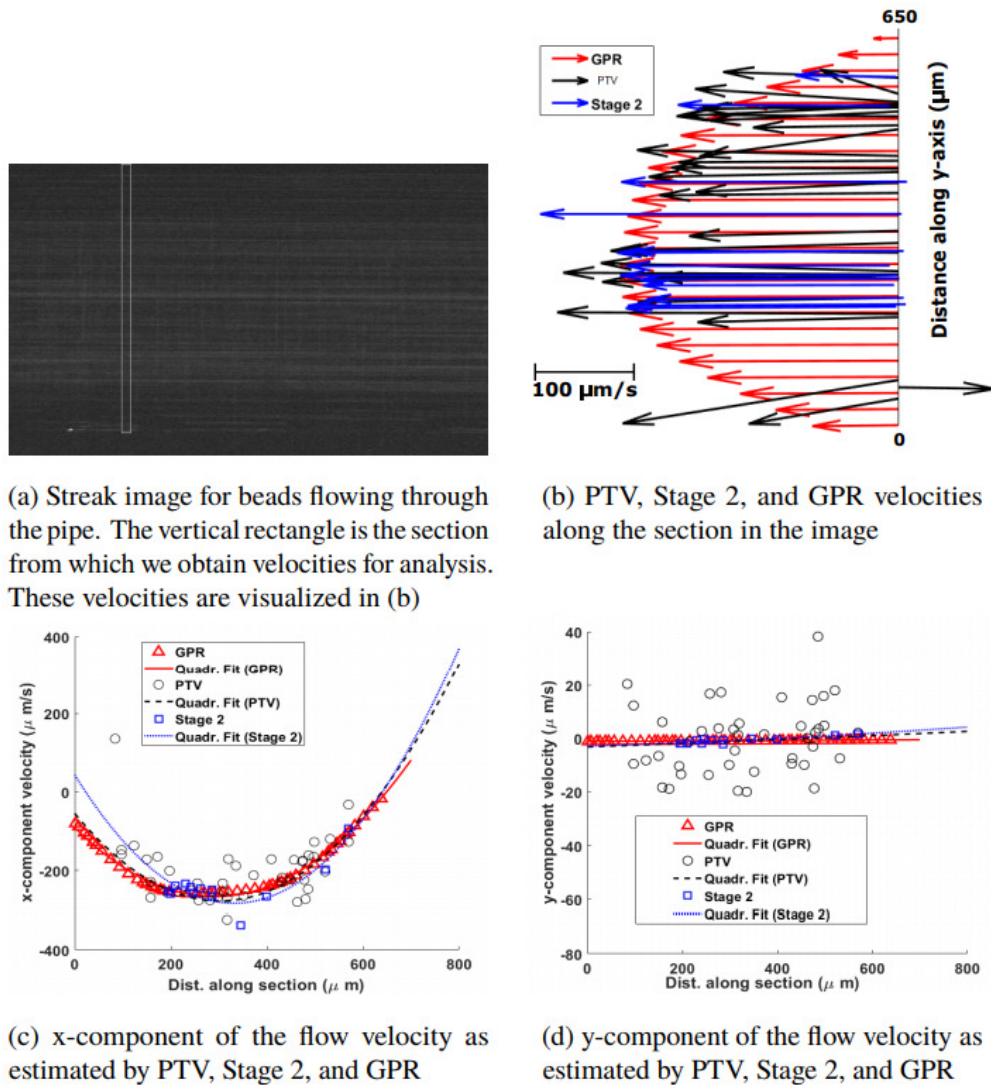 650
GPR
PTV
Stage 2
Distance along y-axis (μm)
100 μm/s
0
(a) Streak image for beads flowing through
the pipe. The vertical rectangle is the section
from which we obtain velocities for analysis.
These velocities are visualized in (b)
(b) PTV, Stage 2, and GPR velocities
along the section in the image
400
200
0
-200
-400
x-component velocity (μ m/s)
GPR
Quadr. Fit (GPR)
PTV
Quadr. Fit (PTV)
Stage 2
Quadr. Fit (Stage 2)
0 200 400 600 800
Dist. along section (μ m)
40
20
0
-20
-40
-60
-80
y-component velocity (μ m/s)
GPR
Quadr. Fit (GPR)
PTV
Quadr. Fit (PTV)
Stage 2
Quadr. Fit (Stage 2)
0 200 400 600 800
Dist. along section (μ m)
(c) x-component of the flow velocity as
estimated by PTV, Stage 2, and GPR
(d) y-component of the flow velocity as
estimated by PTV, Stage 2, and GPR